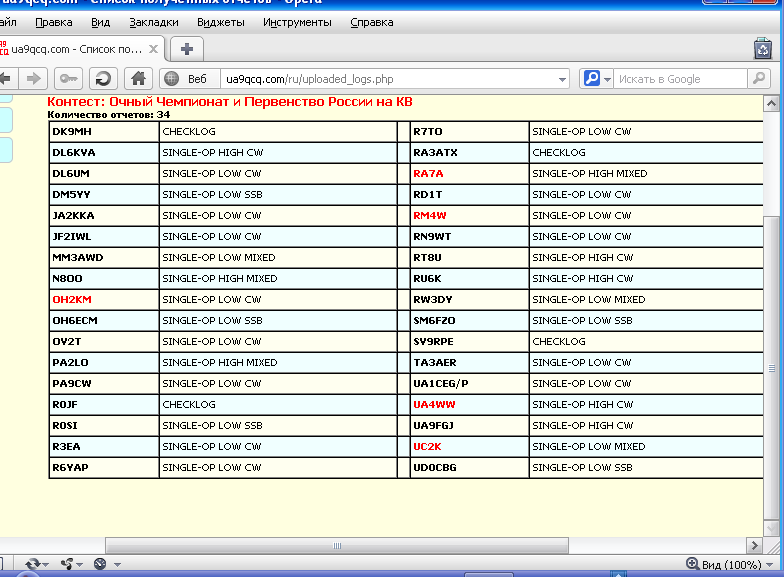 ua9qcq.com - Список полученных отчетов - Opera
айл Правка Вид Закладки Виджеты Инструменты Справка
ua9qcq.com - Список по...
Веб ua9qcq.com/ru/uploaded_logs.php Искать в Google
Контест: Очный Чемпионат и Первенство России на КВ
Количество отчетов: 34
DK9MH CHECKLOG R7TO SINGLE-OP LOW CW
DL6KVA SINGLE-OP HIGH CW RA3ATX CHECKLOG
DL6UM SINGLE-OP LOW CW RA7A SINGLE-OP HIGH MIXED
DM5YY SINGLE-OP LOW SSB RD1T SINGLE-OP LOW CW
JA2KKA SINGLE-OP LOW CW RM4W SINGLE-OP LOW CW
JF2IWL SINGLE-OP LOW CW RN9WT SINGLE-OP LOW CW
MM3AWD SINGLE-OP LOW MIXED RT8U SINGLE-OP HIGH CW
N8OO SINGLE-OP HIGH MIXED RU6K SINGLE-OP HIGH CW
OH2KM SINGLE-OP LOW CW RW3DY SINGLE-OP LOW MIXED
OH6ECM SINGLE-OP LOW SSB SM6FZO SINGLE-OP LOW SSB
OV2T SINGLE-OP LOW CW SV9RPE CHECKLOG
PA2LO SINGLE-OP HIGH MIXED TA3AER SINGLE-OP LOW CW
PA9CW SINGLE-OP LOW CW UA1CEG/P SINGLE-OP LOW CW
R0JF CHECKLOG UA4WW SINGLE-OP HIGH CW
R0SI SINGLE-OP LOW SSB UA9FGJ SINGLE-OP HIGH CW
R3EA SINGLE-OP LOW CW UC2K SINGLE-OP LOW MIXED
R6YAP SINGLE-OP LOW CW UD0CBG SINGLE-OP LOW SSB
Вид (100%)